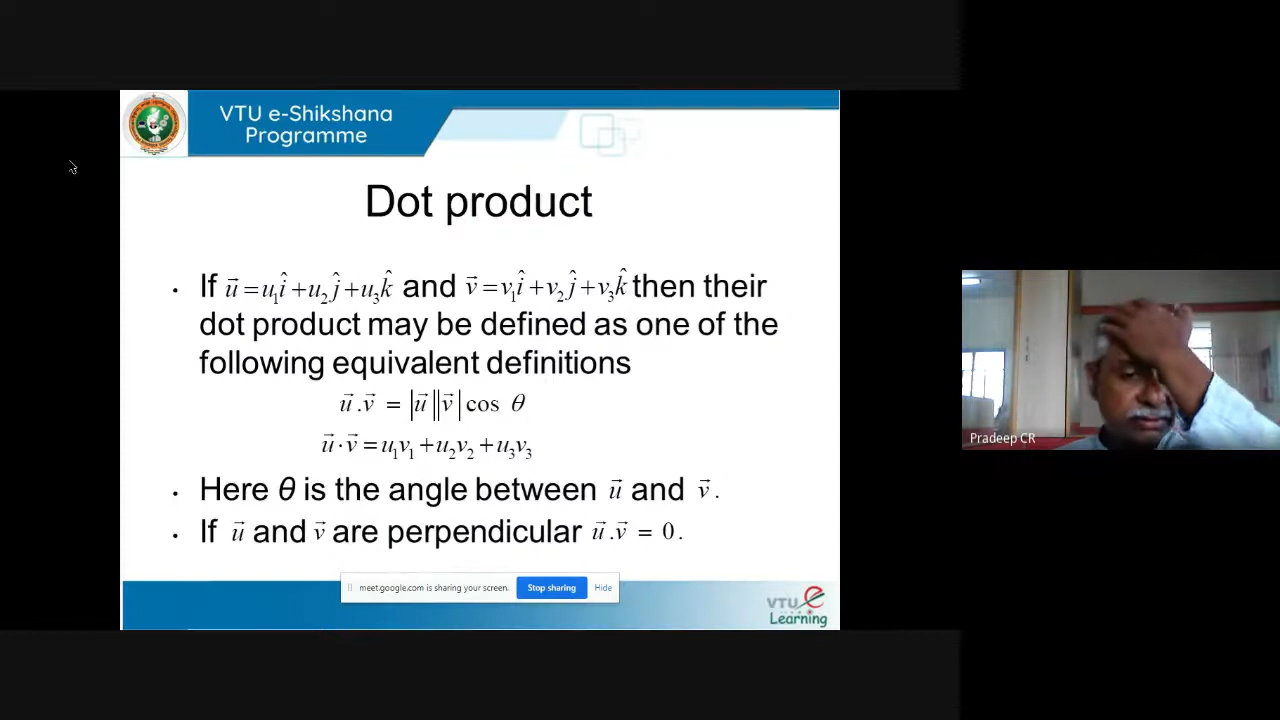 VTU e-Shikshana
Programme
Dot product
• If u⃗ = u₁î + u₂ĵ + u₃k̂ and v⃗ = v₁î + v₂ĵ + v₃k̂ then their
dot product may be defined as one of the
following equivalent definitions
u⃗ . v⃗ = |u⃗||v⃗| cos θ
u⃗ · v⃗ = u₁v₁ + u₂v₂ + u₃v₃
• Here θ is the angle between u⃗ and v⃗ .
• If u⃗ and v⃗ are perpendicular u⃗ . v⃗ = 0 .
meet.google.com is sharing your screen. Stop sharing Hide
VTU e
Learning
Pradeep CR